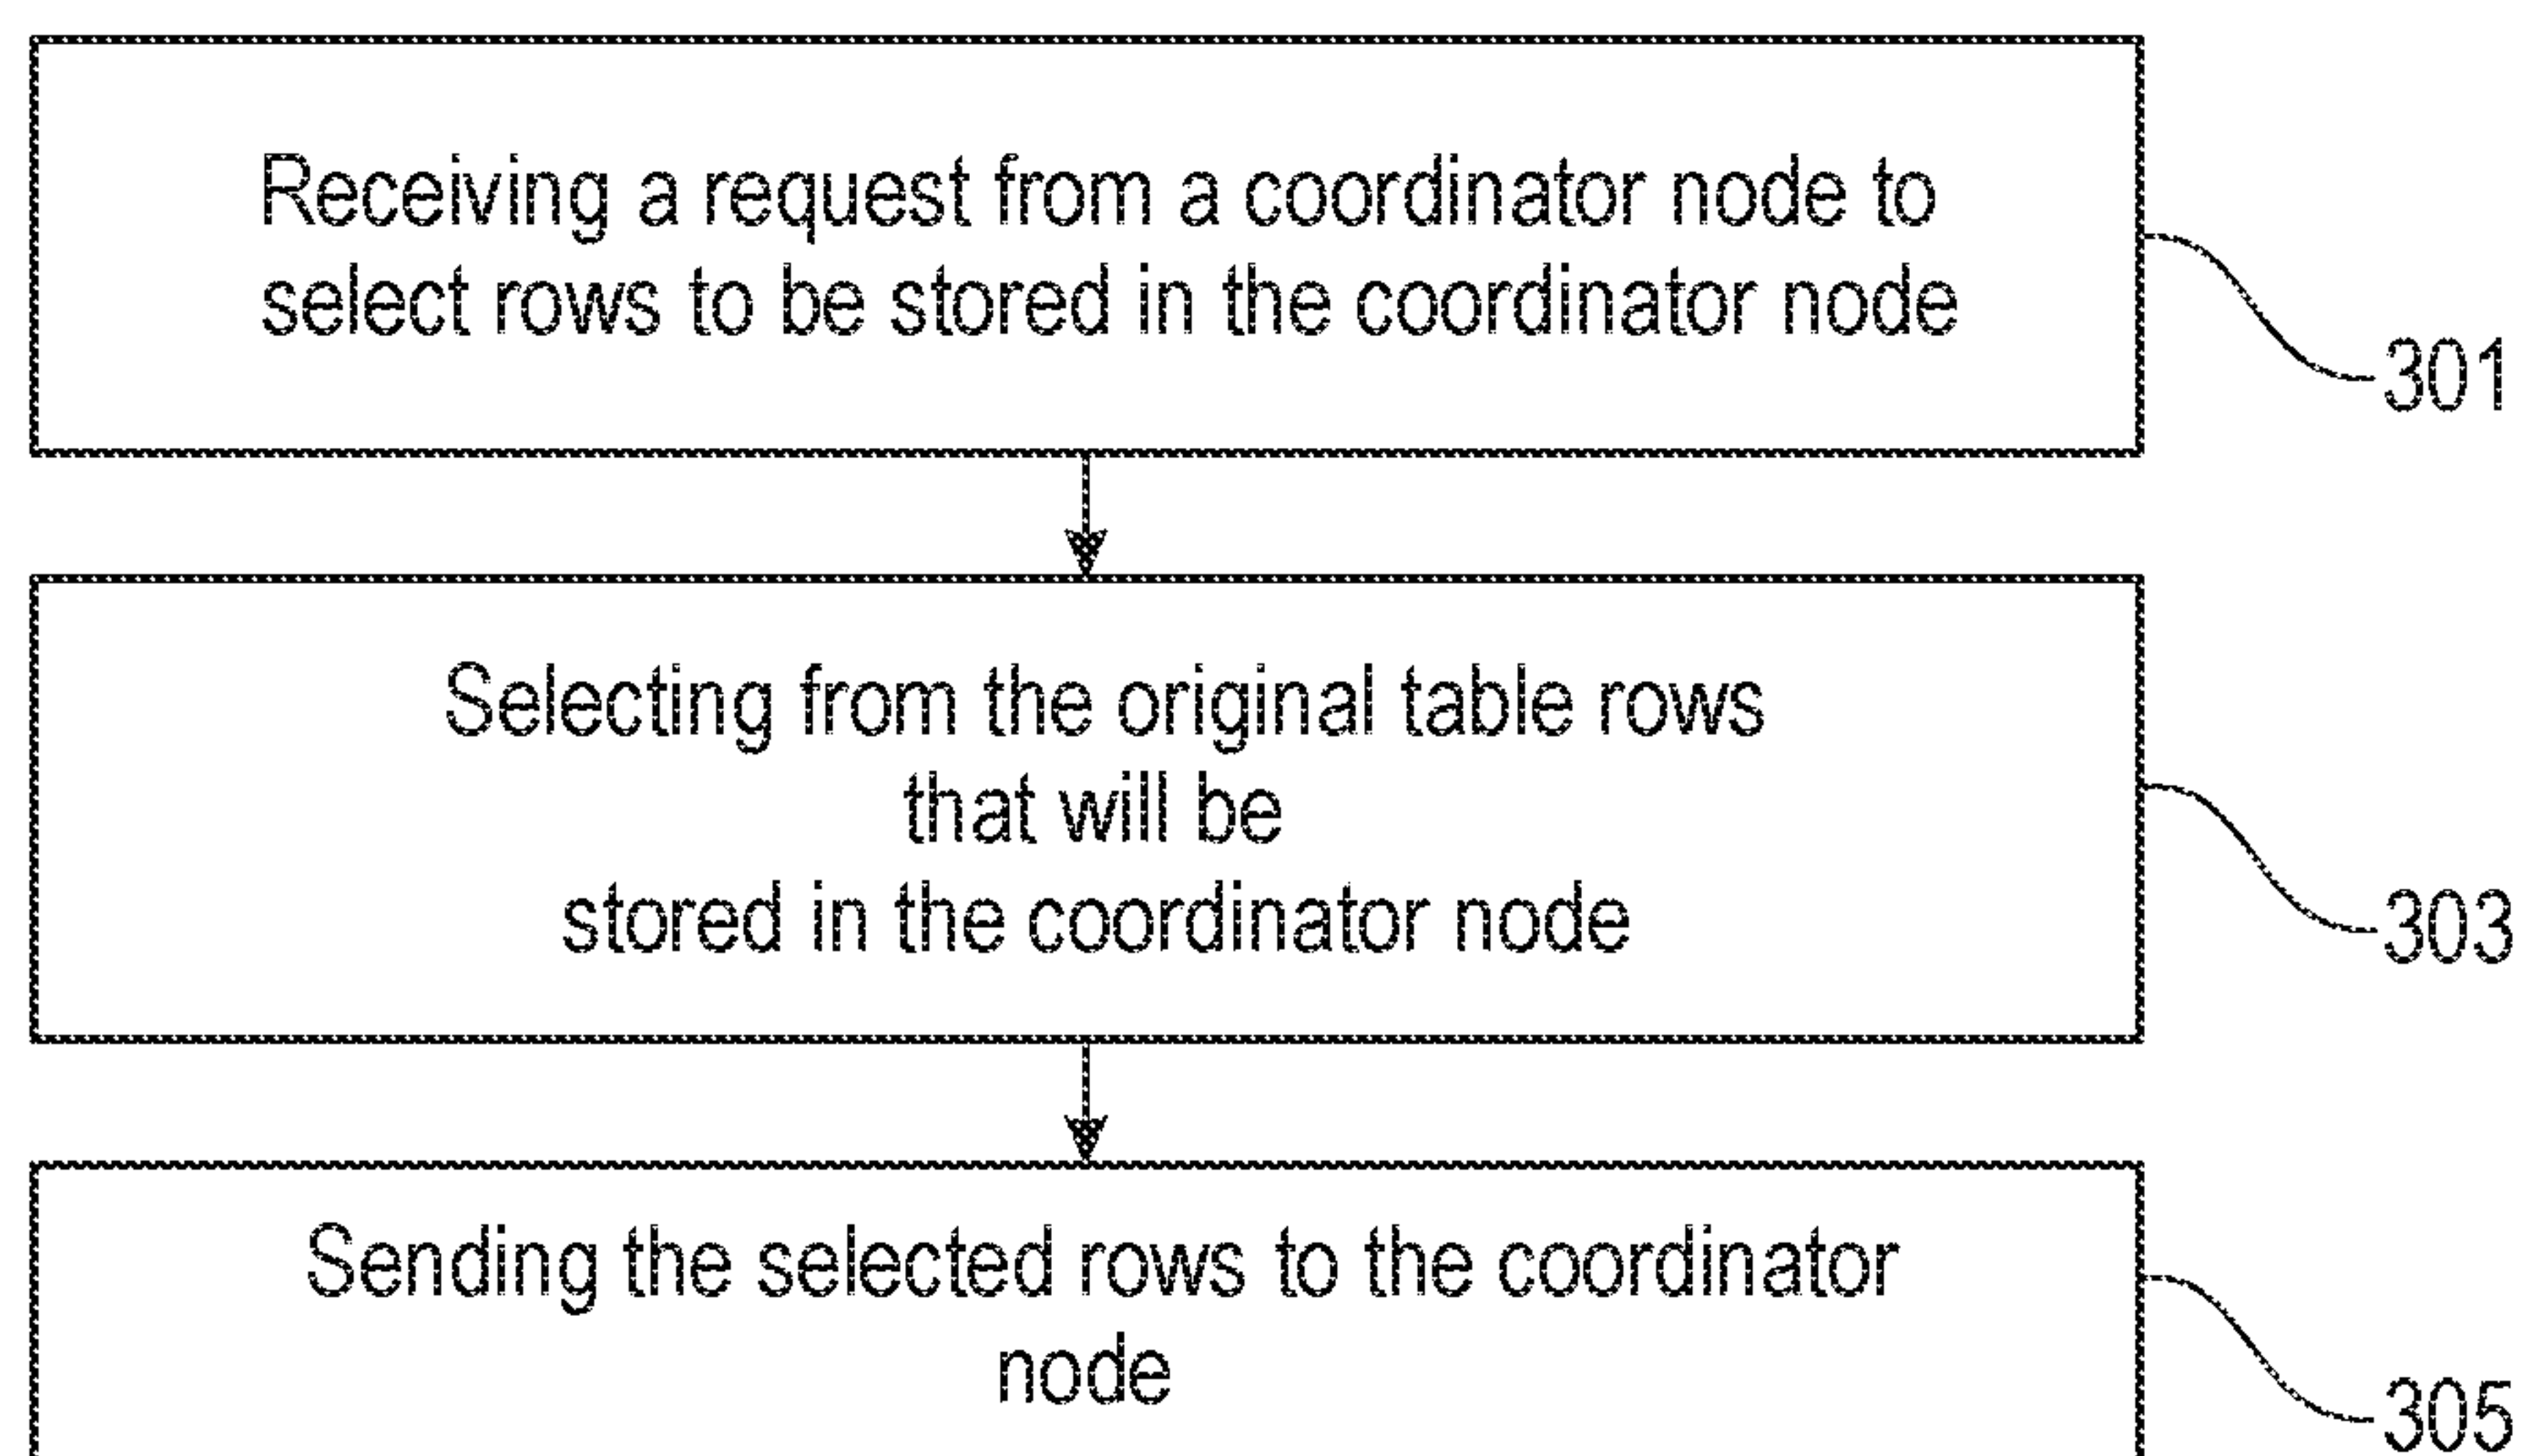 Receiving a request from a coordinator node to
select rows to be stored in the coordinator node
301
Selecting from the original table rows
that will be
stored in the coordinator node
303
Sending the selected rows to the coordinator
node
305